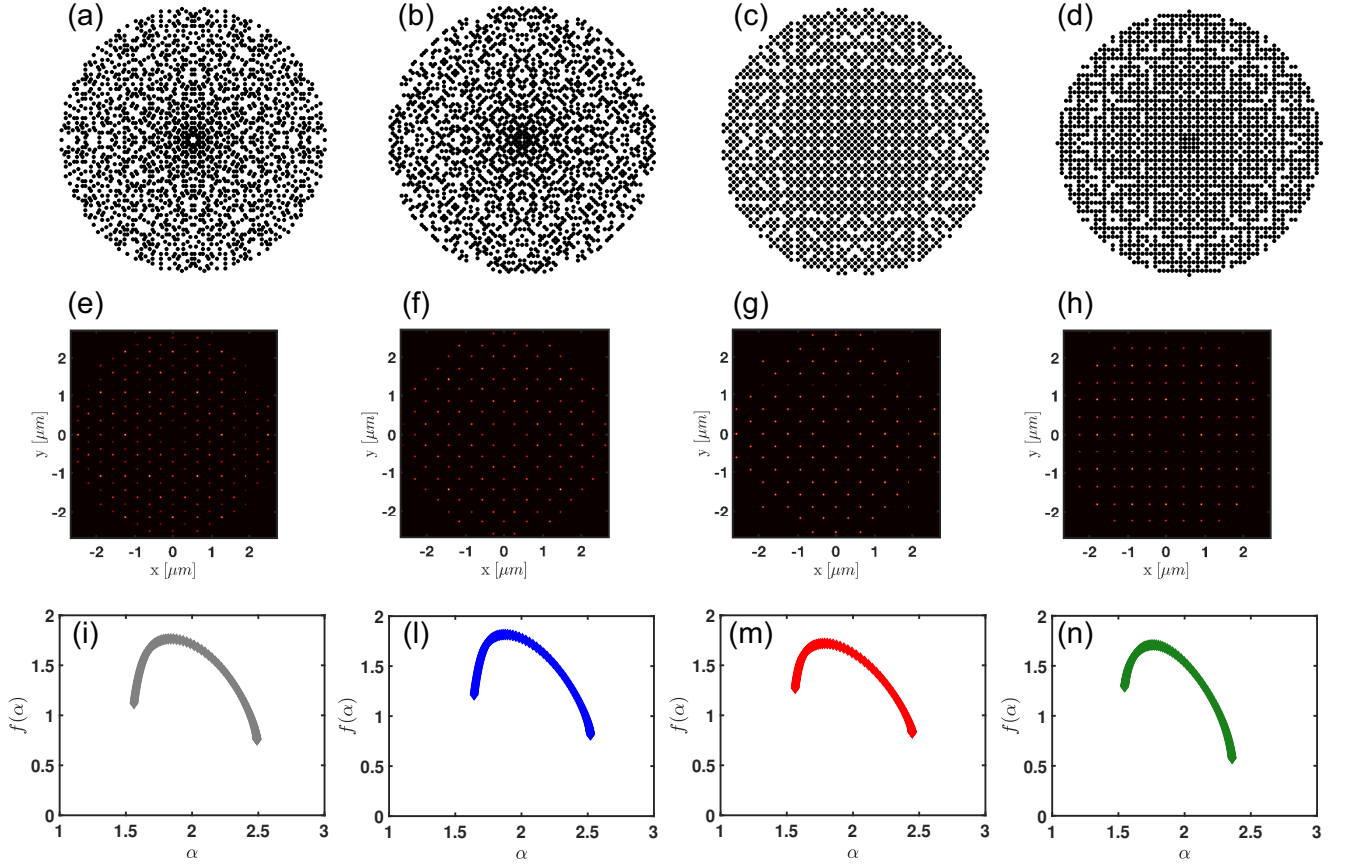 (a) (b) (c) (d)
(e) (f) (g) (h)
2 2 2 2
1 1 1 1
0 0 0 0
-1 -1 -1 -1
-2 -2 -2 -2
y [μm] y [μm] y [μm] y [μm]
-2 -1 0 1 2 -2 -1 0 1 2 -2 -1 0 1 2 -2 -1 0 1 2
x [μm] x [μm] x [μm] x [μm]
(i) (l) (m) (n)
2 2 2 2
1.5 1.5 1.5 1.5
1 1 1 1
0.5 0.5 0.5 0.5
0 0 0 0
f(α) f(α) f(α) f(α)
1 1.5 2 2.5 3 1 1.5 2 2.5 3 1 1.5 2 2.5 3 1 1.5 2 2.5 3
α α α α